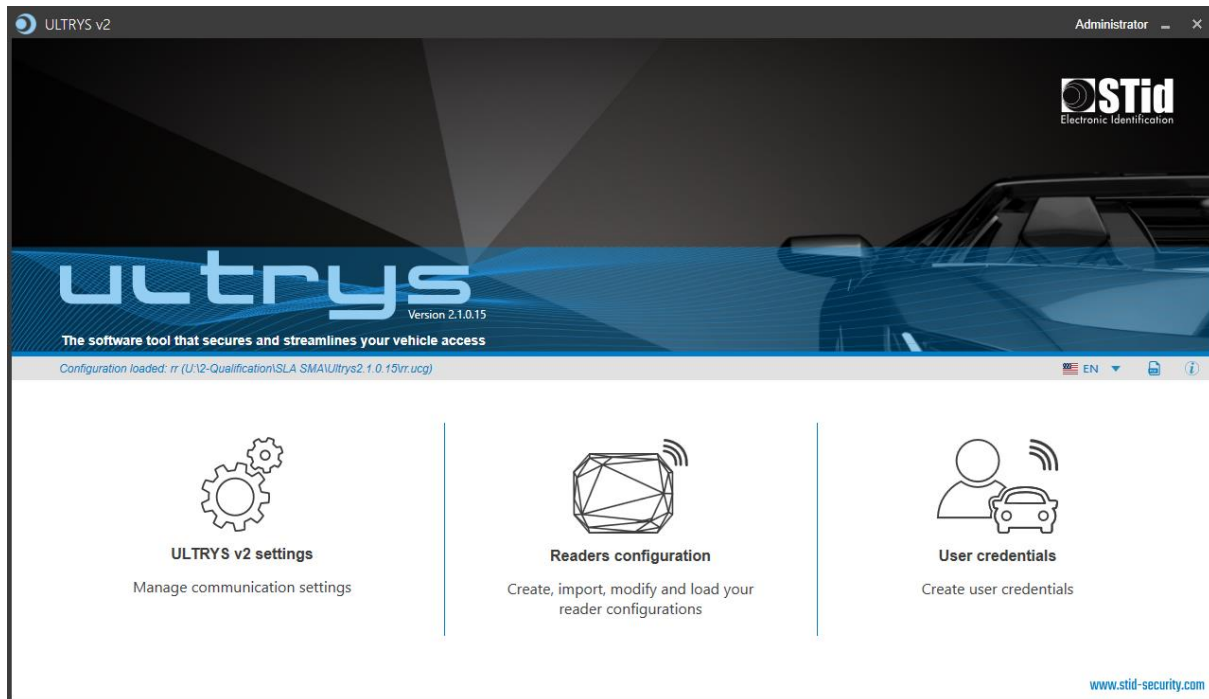 ULTRYS v2
Administrator
STid
Electronic Identification
ultrys
Version 2.1.0.15
The software tool that secures and streamlines your vehicle access
Configuration loaded: rr (U:\2-Qualification\SLA SMA\Ultrys2.1.0.15\rr.ucg)
EN
ULTRYS v2 settings
Manage communication settings
Readers configuration
Create, import, modify and load your
reader configurations
User credentials
Create user credentials
www.stid-security.com